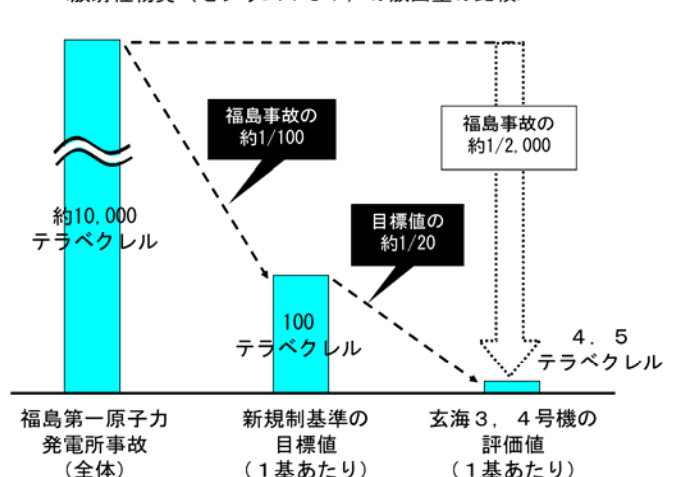 福島事故の
約1/100
福島事故の
約1/2,000
約10,000
テラベクレル
目標値の
約1/20
100
テラベクレル
4．5
テラベクレル
福島第一原子力
発電所事故
（全体）
新規制基準の
目標値
（１基あたり）
玄海３，４号機の
評価値
（１基あたり）